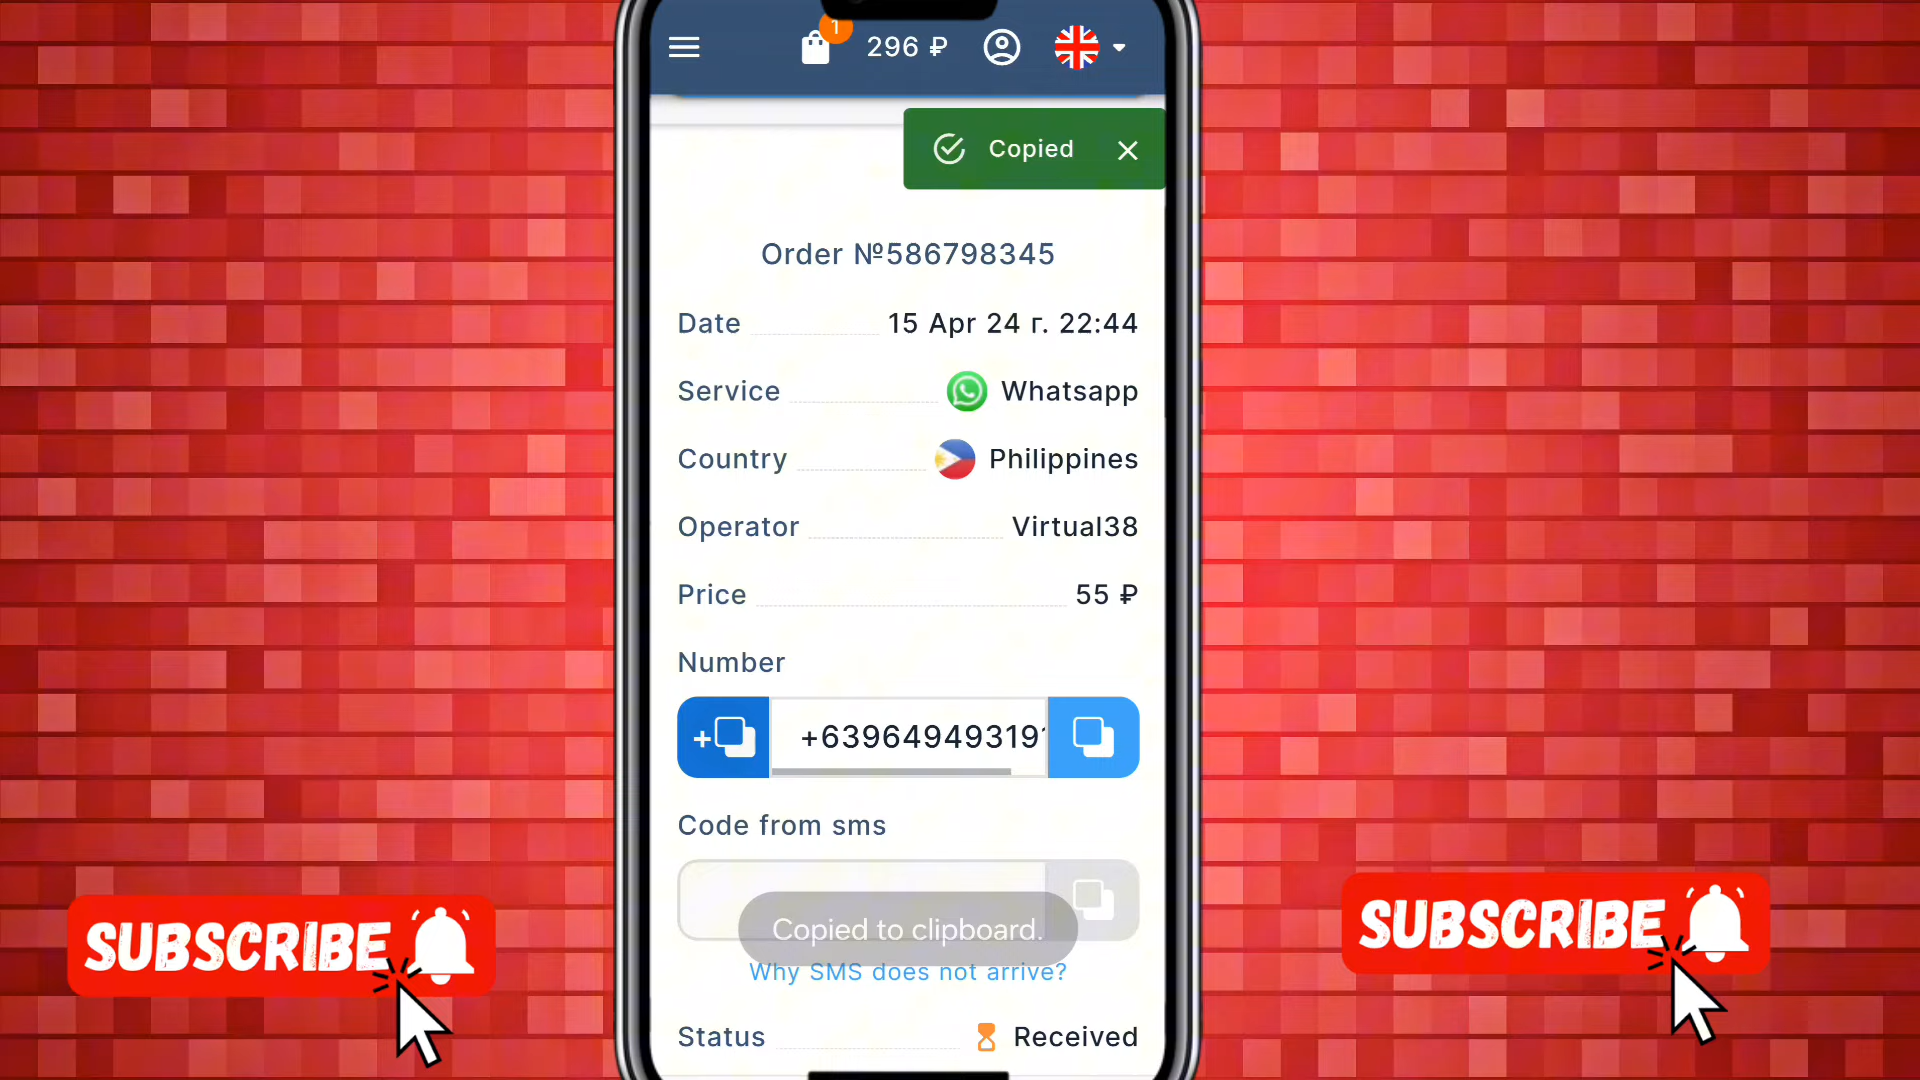 1
296 ₽
Copied
Order №586798345
Date 15 Apr 24 г. 22:44
Service Whatsapp
Country Philippines
Operator Virtual38
Price 55 ₽
Number
+63964949319
Code from sms
Copied to clipboard.
Why SMS does not arrive?
Status Received
SUBSCRIBE
SUBSCRIBE